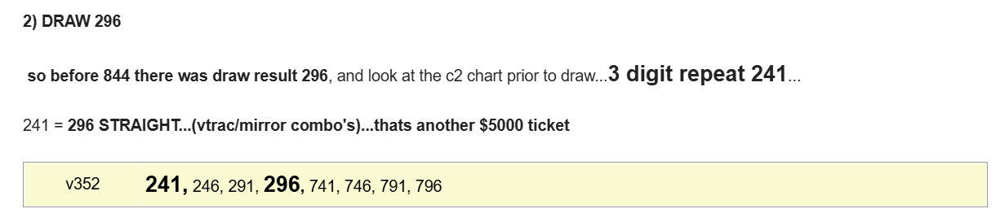 2) DRAW 296
so before 844 there was draw result 296, and look at the c2 chart prior to draw...3 digit repeat 241...
241 = 296 STRAIGHT...(vtrac/mirror combo's)...thats another $5000 ticket
v352 241, 246, 291, 296, 741, 746, 791, 796